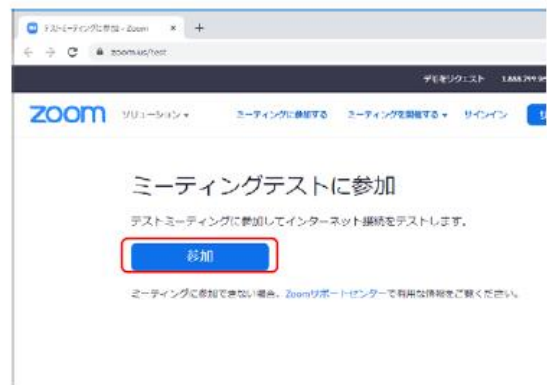 テストミーティングに参加 - Zoom
zoom.us/test
デモをリクエスト
zoom ソリューション ミーティングに参加する ミーティングを開催する サインイン
ミーティングテストに参加
テストミーティングに参加してインターネット接続をテストします。
参加
ミーティングに参加できない場合、Zoomサポートセンターで有用な情報をご覧ください。